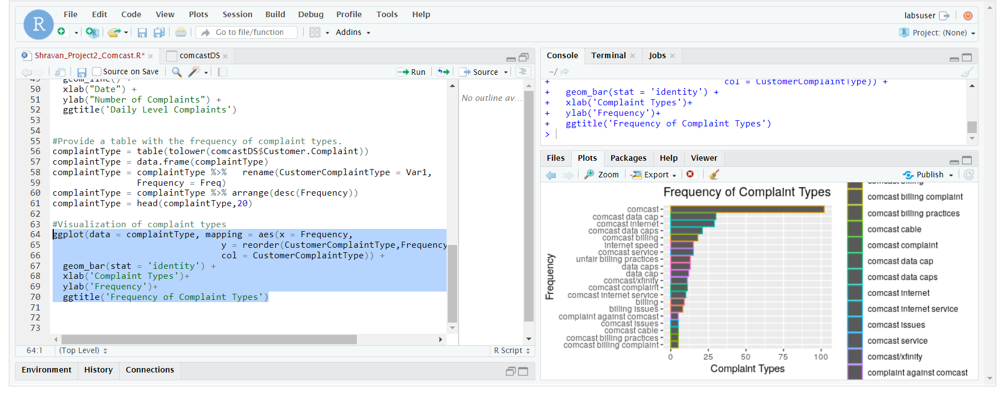 File Edit Code View Plots Session Build Debug Profile Tools Help
labsuser
R
Go to file/function
Addins
Project: (None)
Shravan_Project2_Comcast.R*
comcastDS
Source on Save
Run
Source
49 geom_line() +
50 xlab("Date") +
51 ylab("Number of Complaints") +
52 ggtitle('Daily Level Complaints')
53
54
55 #Provide a table with the frequency of complaint types.
56 complaintType = table(tolower(comcastDS$Customer.Complaint))
57 complaintType = data.frame(complaintType)
58 complaintType = complaintType %>%   rename(CustomerComplaintType = Var1,
59 Frequency = Freq)
60 complaintType = complaintType %>% arrange(desc(Frequency))
61 complaintType = head(complaintType,20)
62
63 #Visualization of complaint types
64 ggplot(data = complaintType, mapping = aes(x = Frequency,
65 y = reorder(CustomerComplaintType,Frequency
66 col = CustomerComplaintType)) +
67 geom_bar(stat = 'identity') +
68 xlab('Complaint Types')+
69 ylab('Frequency')+
70 ggtitle('Frequency of Complaint Types')
71
72
73
No outline av...
64:1 (Top Level) R Script
Environment History Connections
Console Terminal Jobs
~/
+ col = CustomerComplaintType)) +
+ geom_bar(stat = 'identity') +
+ xlab('Complaint Types')+
+ ylab('Frequency')+
+ ggtitle('Frequency of Complaint Types')
>
Files Plots Packages Help Viewer
Zoom Export Publish
Frequency of Complaint Types
Frequency
comcast
comcast data cap
comcast internet
comcast data caps
comcast billing
internet speed
comcast service
unfair billing practices
data caps
data cap
comcast/xfinity
comcast complaint
comcast internet service
billing
billing issues
complaint against comcast
comcast issues
comcast cable
comcast billing practices
comcast billing complaint
0 25 50 75 100
Complaint Types
comcast billing
comcast billing complaint
comcast billing practices
comcast cable
comcast complaint
comcast data cap
comcast data caps
comcast internet
comcast internet service
comcast issues
comcast service
comcast/xfinity
complaint against comcast